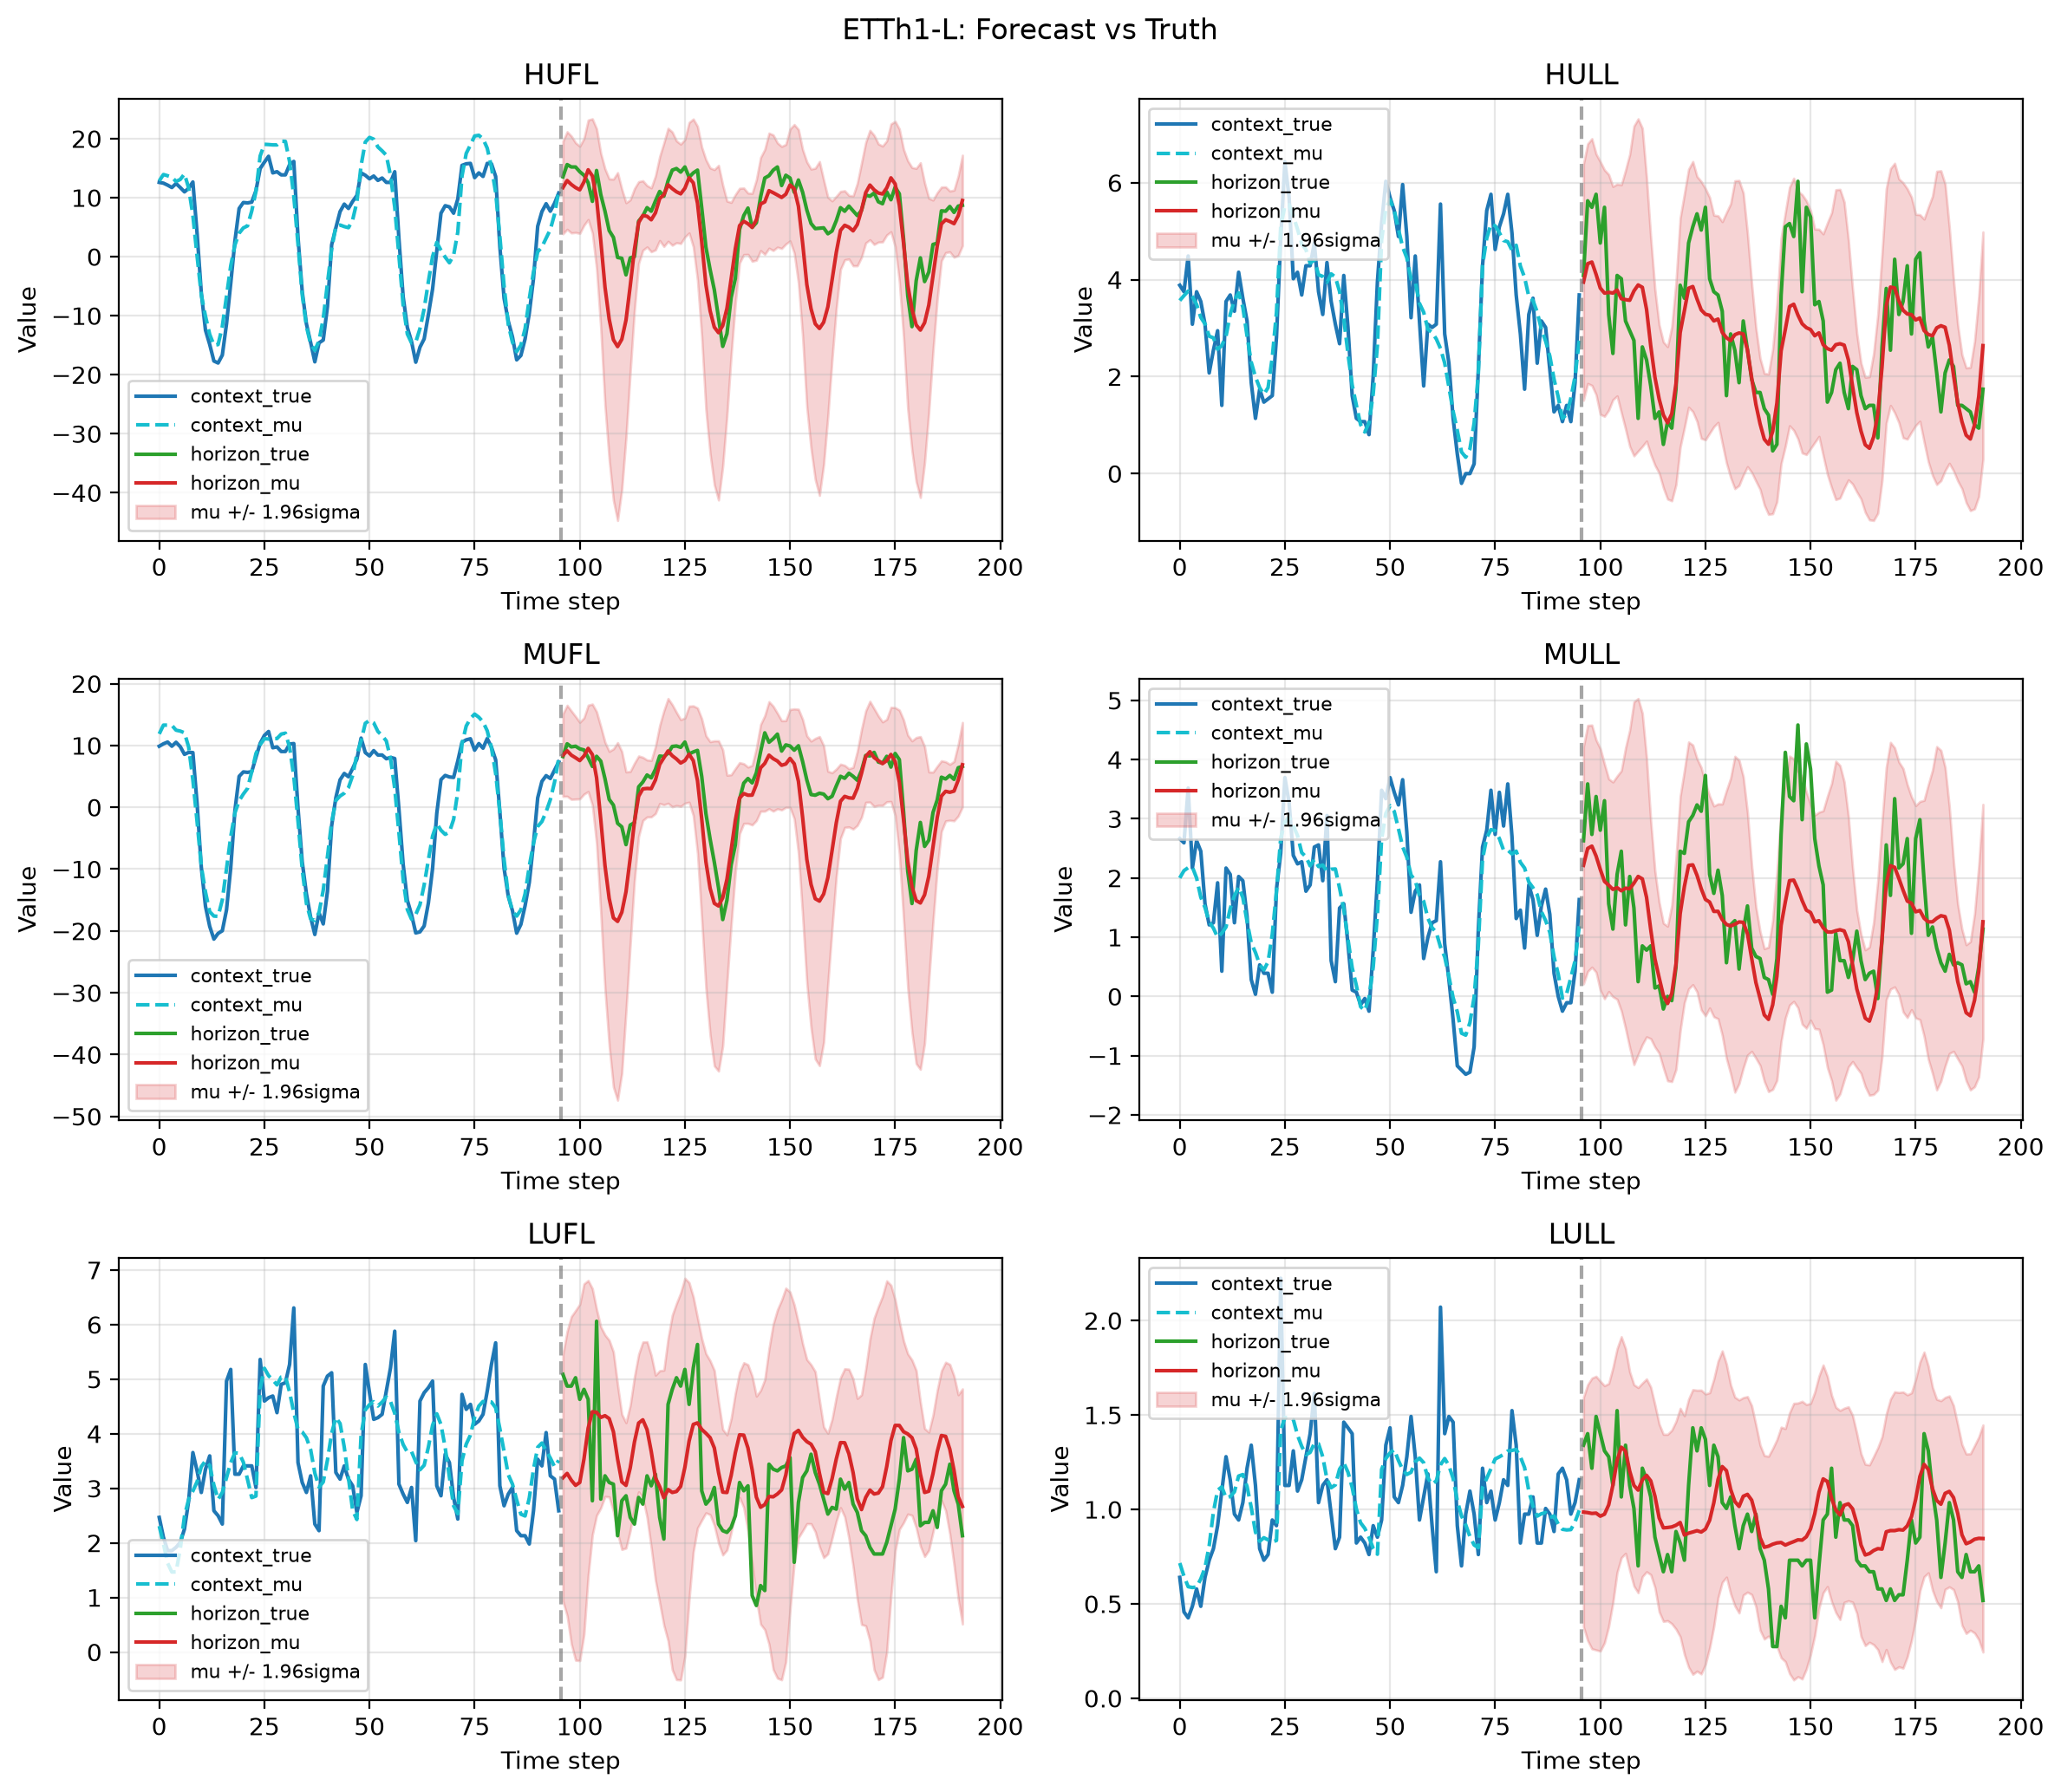 ETTh1-L: Forecast vs Truth
HUFL
Value
20
10
0
−10
−20
−30
−40
context_true
context_mu
horizon_true
horizon_mu
mu +/- 1.96sigma
0 25 50 75 100 125 150 175 200
Time step
HULL
Value
6
4
2
0
context_true
context_mu
horizon_true
horizon_mu
mu +/- 1.96sigma
0 25 50 75 100 125 150 175 200
Time step
MUFL
Value
20
10
0
−10
−20
−30
−40
−50
context_true
context_mu
horizon_true
horizon_mu
mu +/- 1.96sigma
0 25 50 75 100 125 150 175 200
Time step
MULL
Value
5
4
3
2
1
0
−1
−2
context_true
context_mu
horizon_true
horizon_mu
mu +/- 1.96sigma
0 25 50 75 100 125 150 175 200
Time step
LUFL
Value
7
6
5
4
3
2
1
0
context_true
context_mu
horizon_true
horizon_mu
mu +/- 1.96sigma
0 25 50 75 100 125 150 175 200
Time step
LULL
Value
2.0
1.5
1.0
0.5
0.0
context_true
context_mu
horizon_true
horizon_mu
mu +/- 1.96sigma
0 25 50 75 100 125 150 175 200
Time step